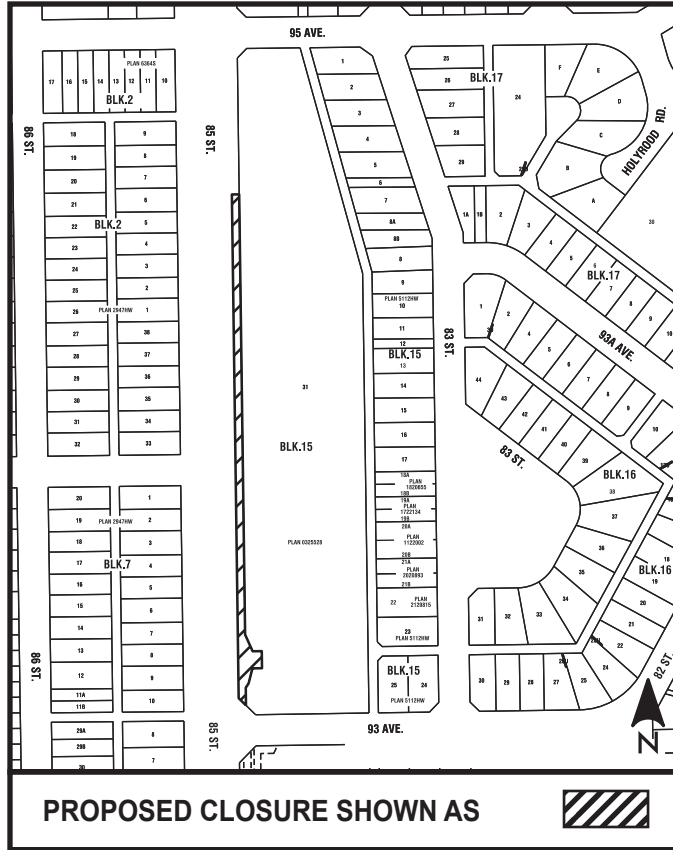 95 AVE.
PLAN 6364S
17 16 15 14 13 12 11 10
BLK.2
86 ST.
85 ST.
18 9
19 8
20 7
21 6
22 5
BLK.2
23 4
24 3
25 2
26 PLAN 2947HW 1
27 38
28 37
29 36
30 35
31 34
32 33
20 1
19 PLAN 2947HW 2
18 3
17 4
BLK.7
16 5
15 6
14 7
13 8
12 9
11A
11B
10
86 ST.
85 ST.
29A
29B
30
8
7
31
BLK.15
PLAN 0325528
1
2
3
4
5
6
7
8A
8B
8
9
PLAN 5112HW
10
11
12
BLK.15
13
14
15
16
17
18A
PLAN
1820655
18B
19A
PLAN
1722134
19B
20A
PLAN
1122002
20B
21A
PLAN
2020893
21B
22 PLAN
2120815
23
PLAN 5112HW
BLK.15
25 24
PLAN 5112HW
93 AVE.
83 ST.
25
26
BLK.17
27
28
29
24
F
E
D
C
B
A
HOLYROOD RD.
30
1A 1B 2 3 4 5 6 7 8 9 10
BLK.17
93A AVE.
1 2 4 5 6 7 8 9 10
44 43 42 41 40 39 38 37 36 35 34 33 32 31
BLK.16
83 ST.
BLK.16
18
19
20
21
22
24
25
27
28
29
30
82 ST.
N
PROPOSED CLOSURE SHOWN AS